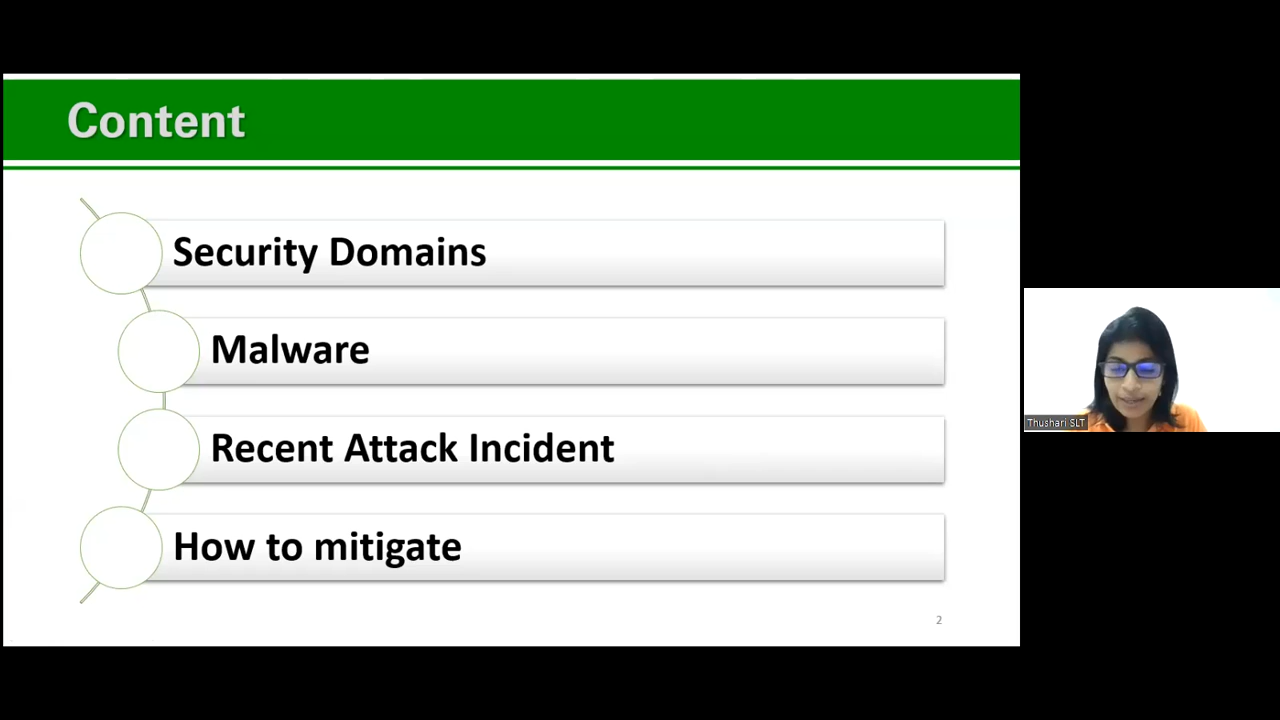 Content
Security Domains
Malware
Recent Attack Incident
How to mitigate
2
Thushari SLT